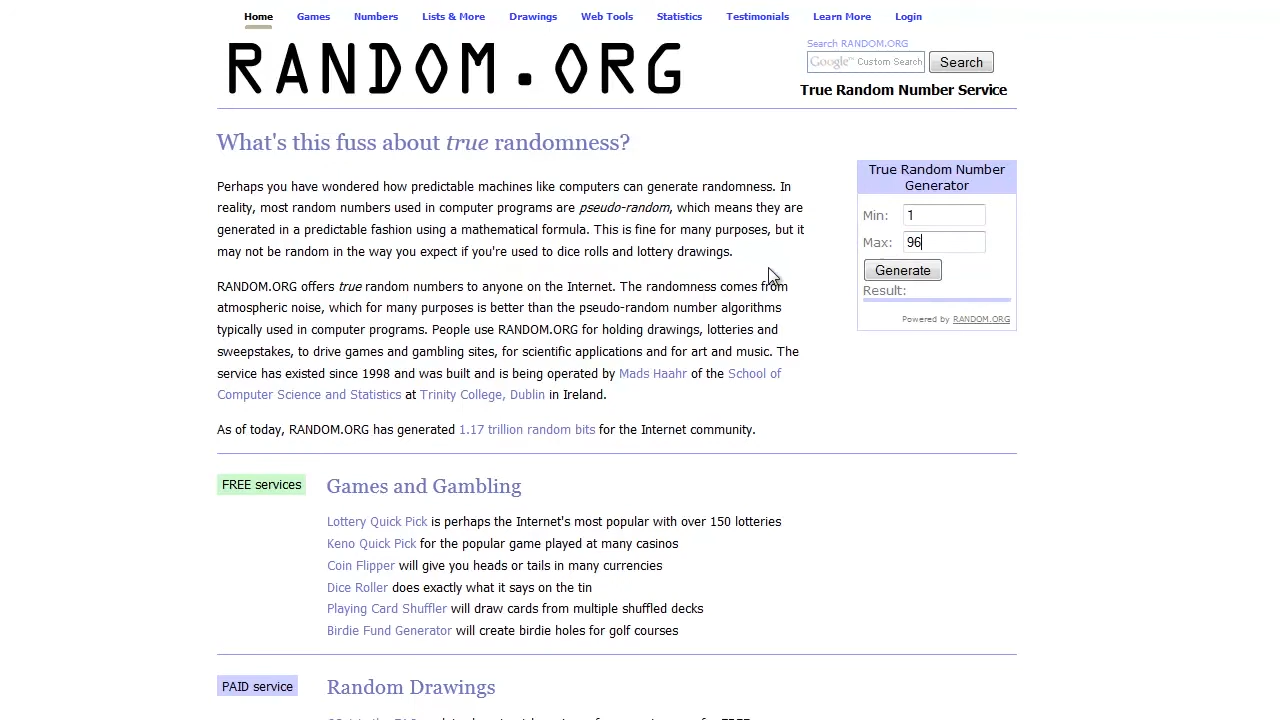 Home Games Numbers Lists & More Drawings Web Tools Statistics Testimonials Learn More Login
RANDOM.ORG
Search RANDOM.ORG
Google™ Custom Search Search
True Random Number Service
What's this fuss about true randomness?
Perhaps you have wondered how predictable machines like computers can generate randomness. In
reality, most random numbers used in computer programs are pseudo-random, which means they are
generated in a predictable fashion using a mathematical formula. This is fine for many purposes, but it
may not be random in the way you expect if you're used to dice rolls and lottery drawings.
RANDOM.ORG offers true random numbers to anyone on the Internet. The randomness comes from
atmospheric noise, which for many purposes is better than the pseudo-random number algorithms
typically used in computer programs. People use RANDOM.ORG for holding drawings, lotteries and
sweepstakes, to drive games and gambling sites, for scientific applications and for art and music. The
service has existed since 1998 and was built and is being operated by Mads Haahr of the School of
Computer Science and Statistics at Trinity College, Dublin in Ireland.
As of today, RANDOM.ORG has generated 1.17 trillion random bits for the Internet community.
True Random Number
Generator
Min: 1
Max: 96
Generate
Result:
Powered by RANDOM.ORG
FREE services
Games and Gambling
Lottery Quick Pick is perhaps the Internet's most popular with over 150 lotteries
Keno Quick Pick for the popular game played at many casinos
Coin Flipper will give you heads or tails in many currencies
Dice Roller does exactly what it says on the tin
Playing Card Shuffler will draw cards from multiple shuffled decks
Birdie Fund Generator will create birdie holes for golf courses
PAID service
Random Drawings